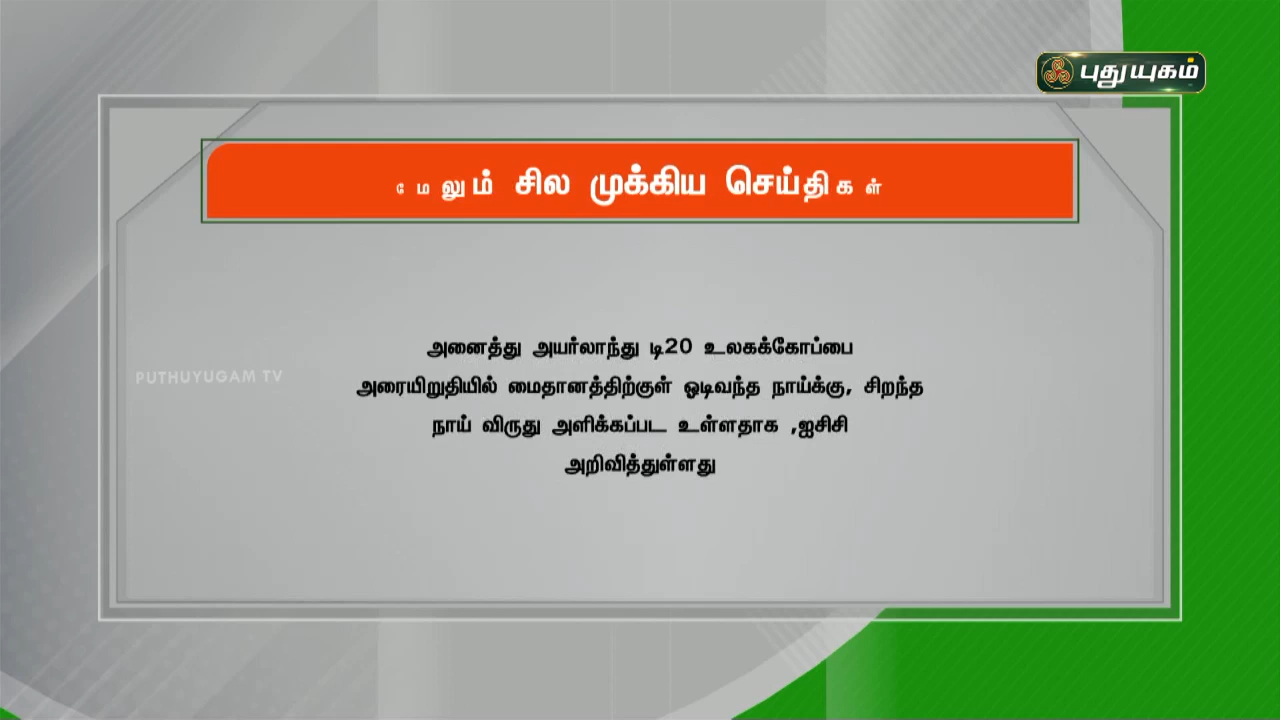 புதுயுகம்
மேலும் சில முக்கிய செய்திகள்
அனைத்து அயர்லாந்து டி20 உலகக்கோப்பை
PUTHUYUGAM TV
அரையிறுதியில் மைதானத்திற்குள் ஓடிவந்த நாய்க்கு, சிறந்த
நாய் விருது அளிக்கப்பட உள்ளதாக ,ஐசிசி
அறிவித்துள்ளது